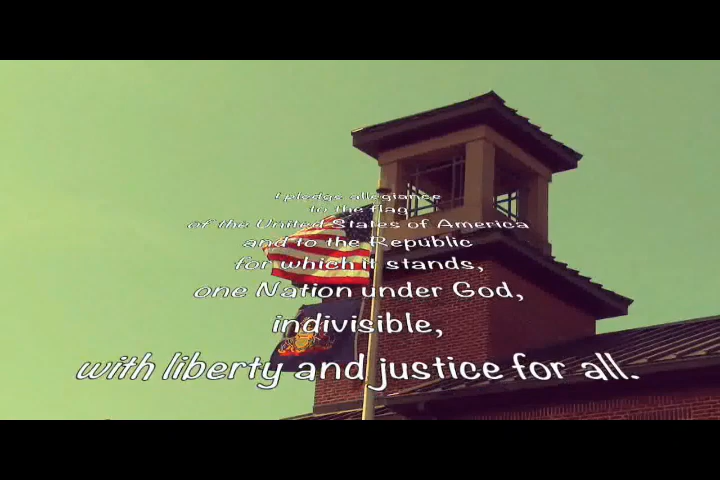 I pledge allegiance
to the flag
of the United States of America
and to the Republic
for which it stands,
one Nation under God,
indivisible,
with liberty and justice for all.